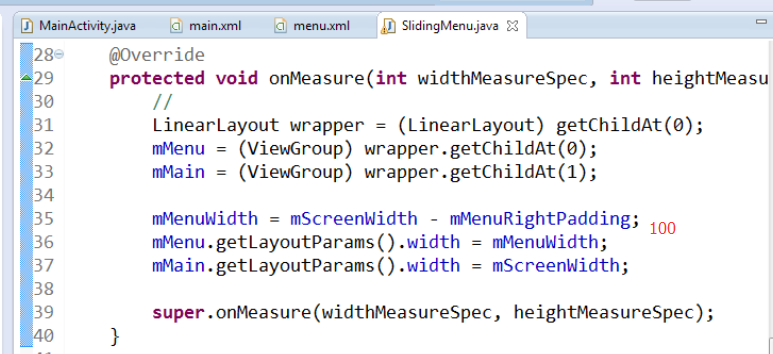 MainActivity.java main.xml menu.xml SlidingMenu.java
28 @Override
29 protected void onMeasure(int widthMeasureSpec, int heightMeasu
30 //
31 LinearLayout wrapper = (LinearLayout) getChildAt(0);
32 mMenu = (ViewGroup) wrapper.getChildAt(0);
33 mMain = (ViewGroup) wrapper.getChildAt(1);
34
35 mMenuWidth = mScreenWidth - mMenuRightPadding; 100
36 mMenu.getLayoutParams().width = mMenuWidth;
37 mMain.getLayoutParams().width = mScreenWidth;
38
39 super.onMeasure(widthMeasureSpec, heightMeasureSpec);
40 }